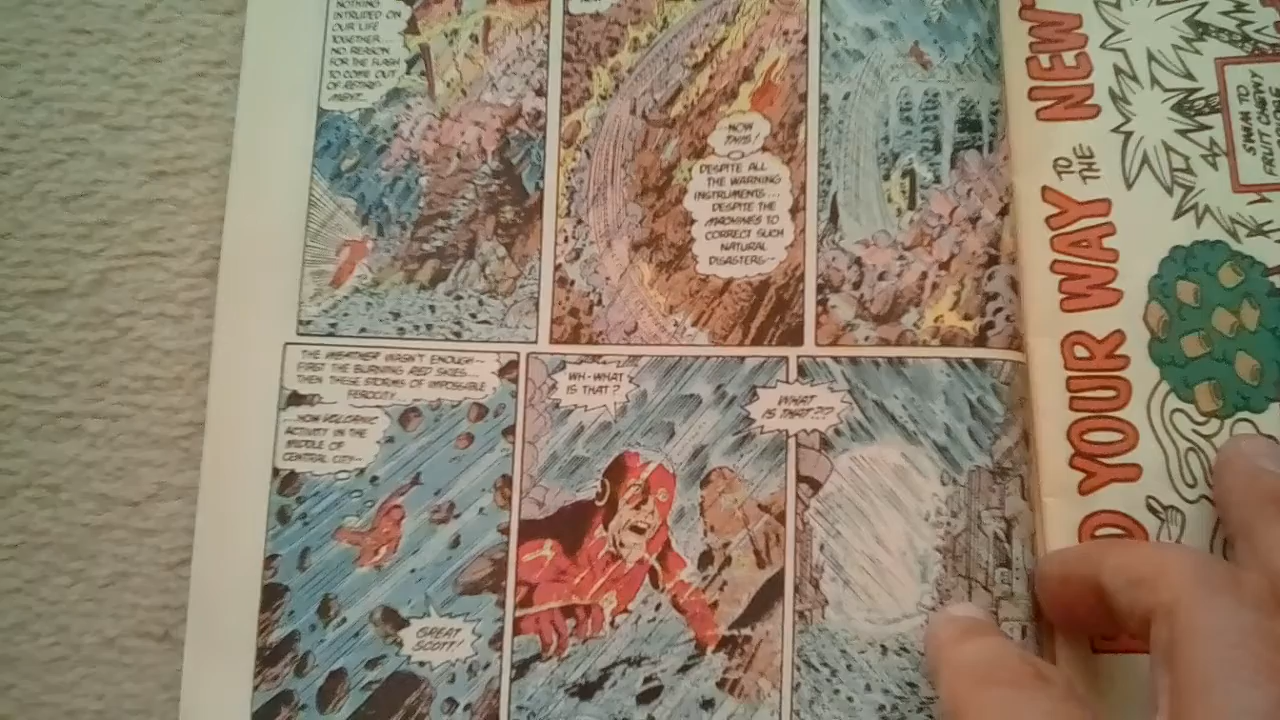 NOTHING
INTRUDED ON
OUR LIFE
TOGETHER...
NO REASON
FOR THE FLASH
TO COME OUT
OF RETIRE-
MENT...
--NOW
THIS!
DESPITE ALL
THE WARNING
INSTRUMENTS...
DESPITE THE
MACHINES TO
CORRECT SUCH
NATURAL
DISASTERS--
THE WEATHER WASN'T ENOUGH--
FIRST THE BURNING RED SKIES...
THEN THESE STORMS OF IMPOSSIBLE
FEROCITY...
...NOW VOLCANIC
ACTIVITY IN THE
MIDDLE OF
CENTRAL CITY--
GREAT
SCOTT!
WH-WHAT
IS THAT?
WHAT
IS THAT?!?
YOUR WAY TO THE NEW
SWIM TO
FRUIT CHEWY